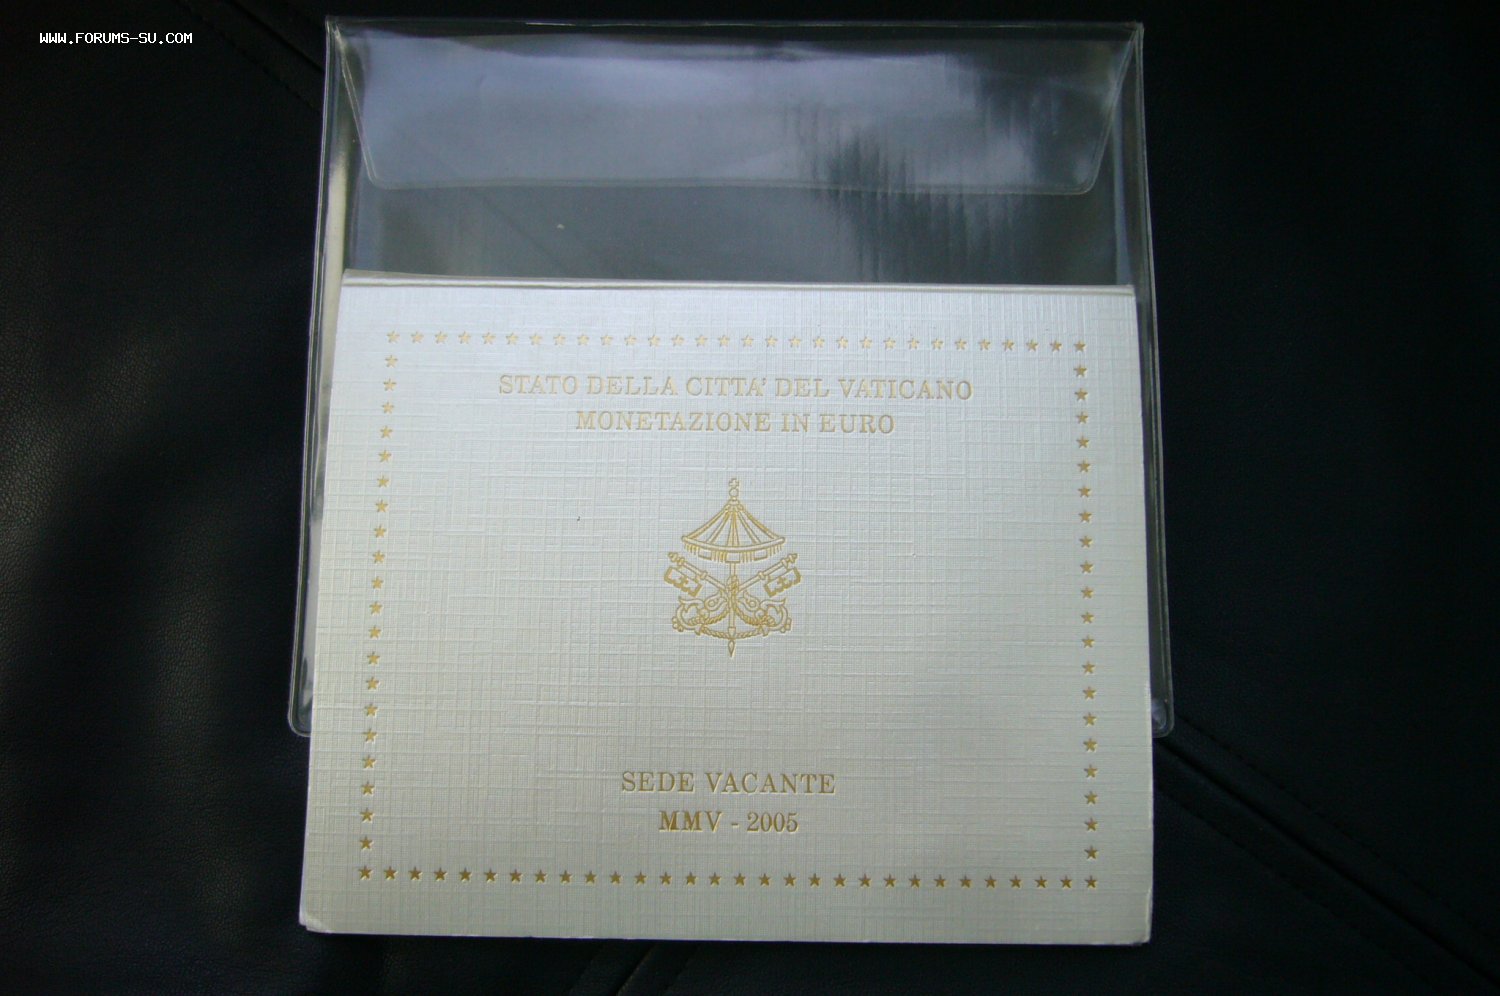 WWW.FORUMS-SU.COM
STATO DELLA CITTA' DEL VATICANO
MONETAZIONE IN EURO
SEDE VACANTE
MMV - 2005